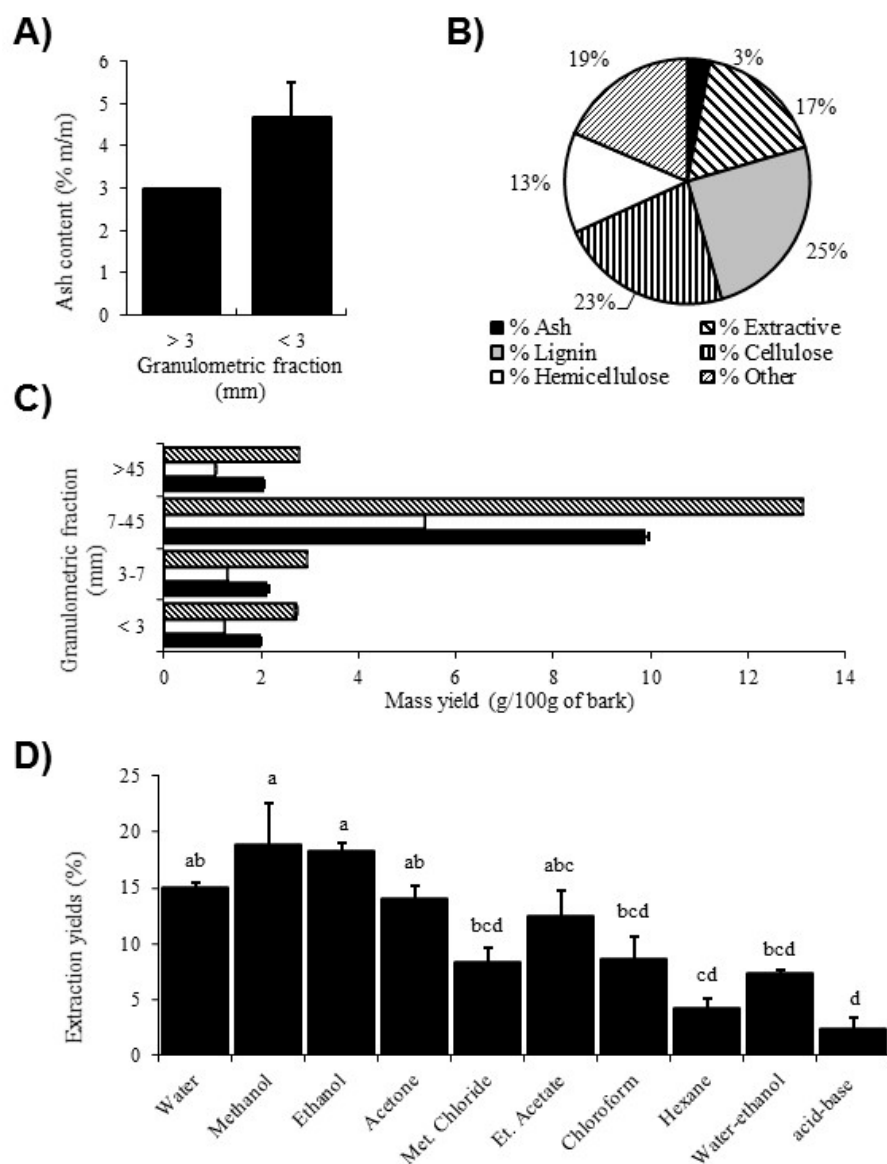 A)
Ash content (% m/m)
6
5
4
3
2
1
0
> 3
< 3
Granulometric fraction
(mm)
B)
3%
17%
25%
23%
13%
19%
% Ash
% Extractive
% Lignin
% Cellulose
% Hemicellulose
% Other
C)
Granulometric fraction
(mm)
>45
7-45
3-7
< 3
0 2 4 6 8 10 12 14
Mass yield (g/100g of bark)
D)
Extraction yields (%)
25
20
15
10
5
0
ab
a
a
ab
bcd
abc
bcd
cd
bcd
d
Water
Methanol
Ethanol
Acetone
Met. Chloride
Et. Acetate
Chloroform
Hexane
Water-ethanol
acid-base